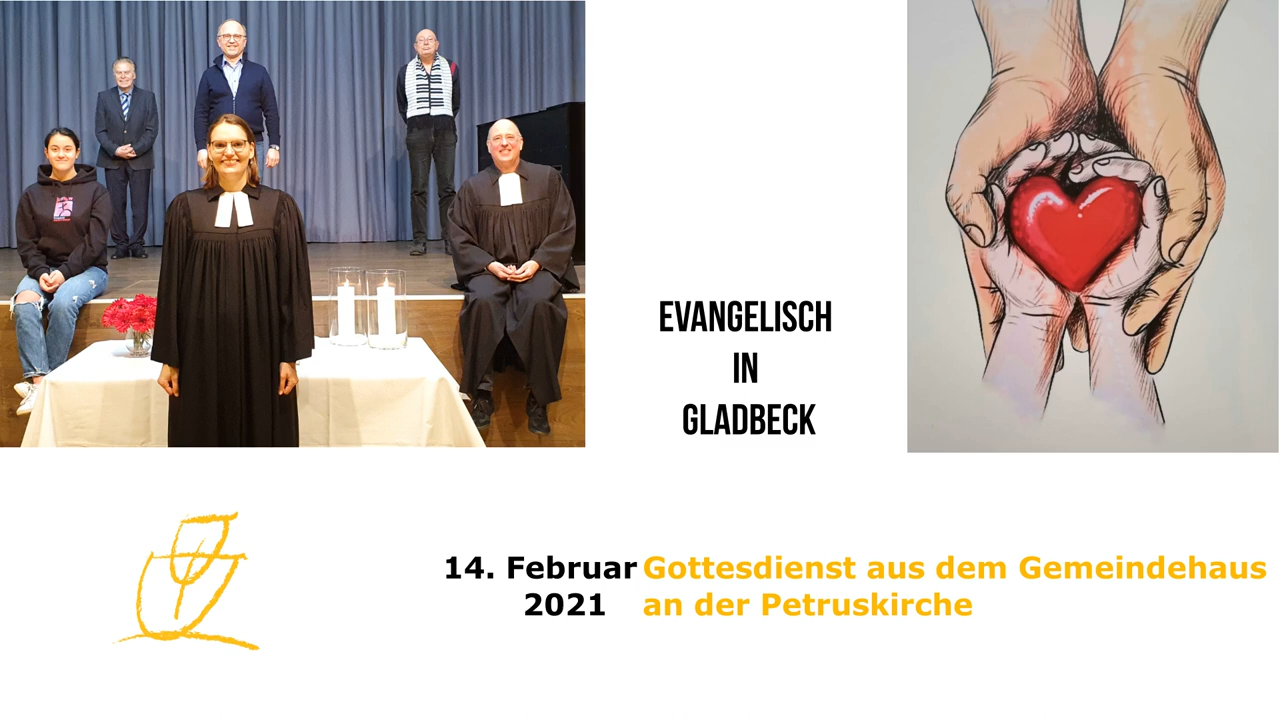 EVANGELISCH
IN
GLADBECK
14. Februar Gottesdienst aus dem Gemeindehaus
2021 an der Petruskirche